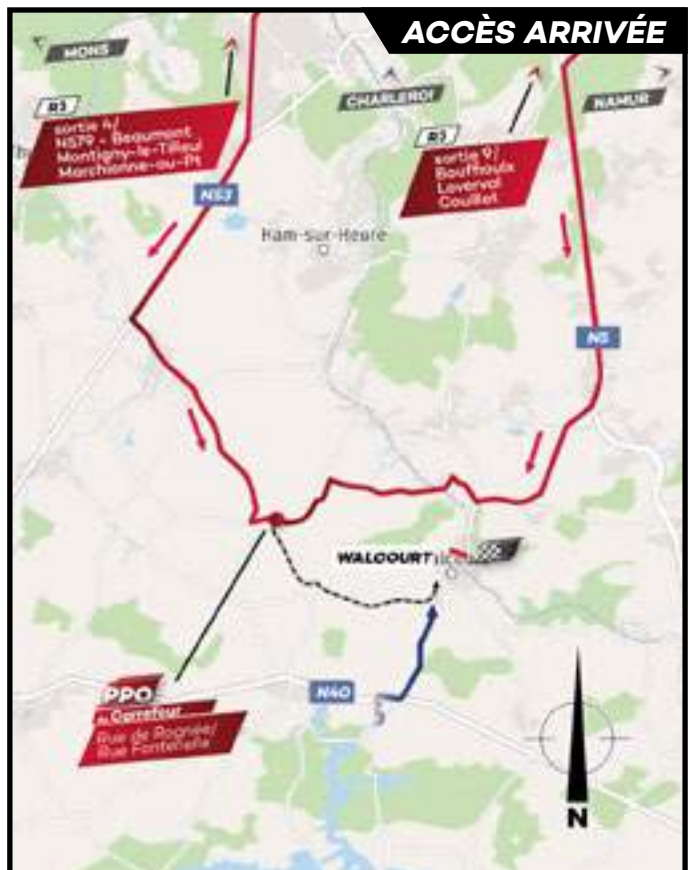 ACCÈS ARRIVÉE
MONS
R3
sortie 4/
N579 - Beaumont
Montigny-le-Tilleul
Marchienne-au-Pt
CHARLEROI
R3
sortie 9/
Bouffioulx
Loverval
Couillet
NAMUR
N53
Ham-sur-Heure
N5
WALCOURT
PPO
Carrefour
Rue de Rognée/
Rue Fontenelle
N40
N